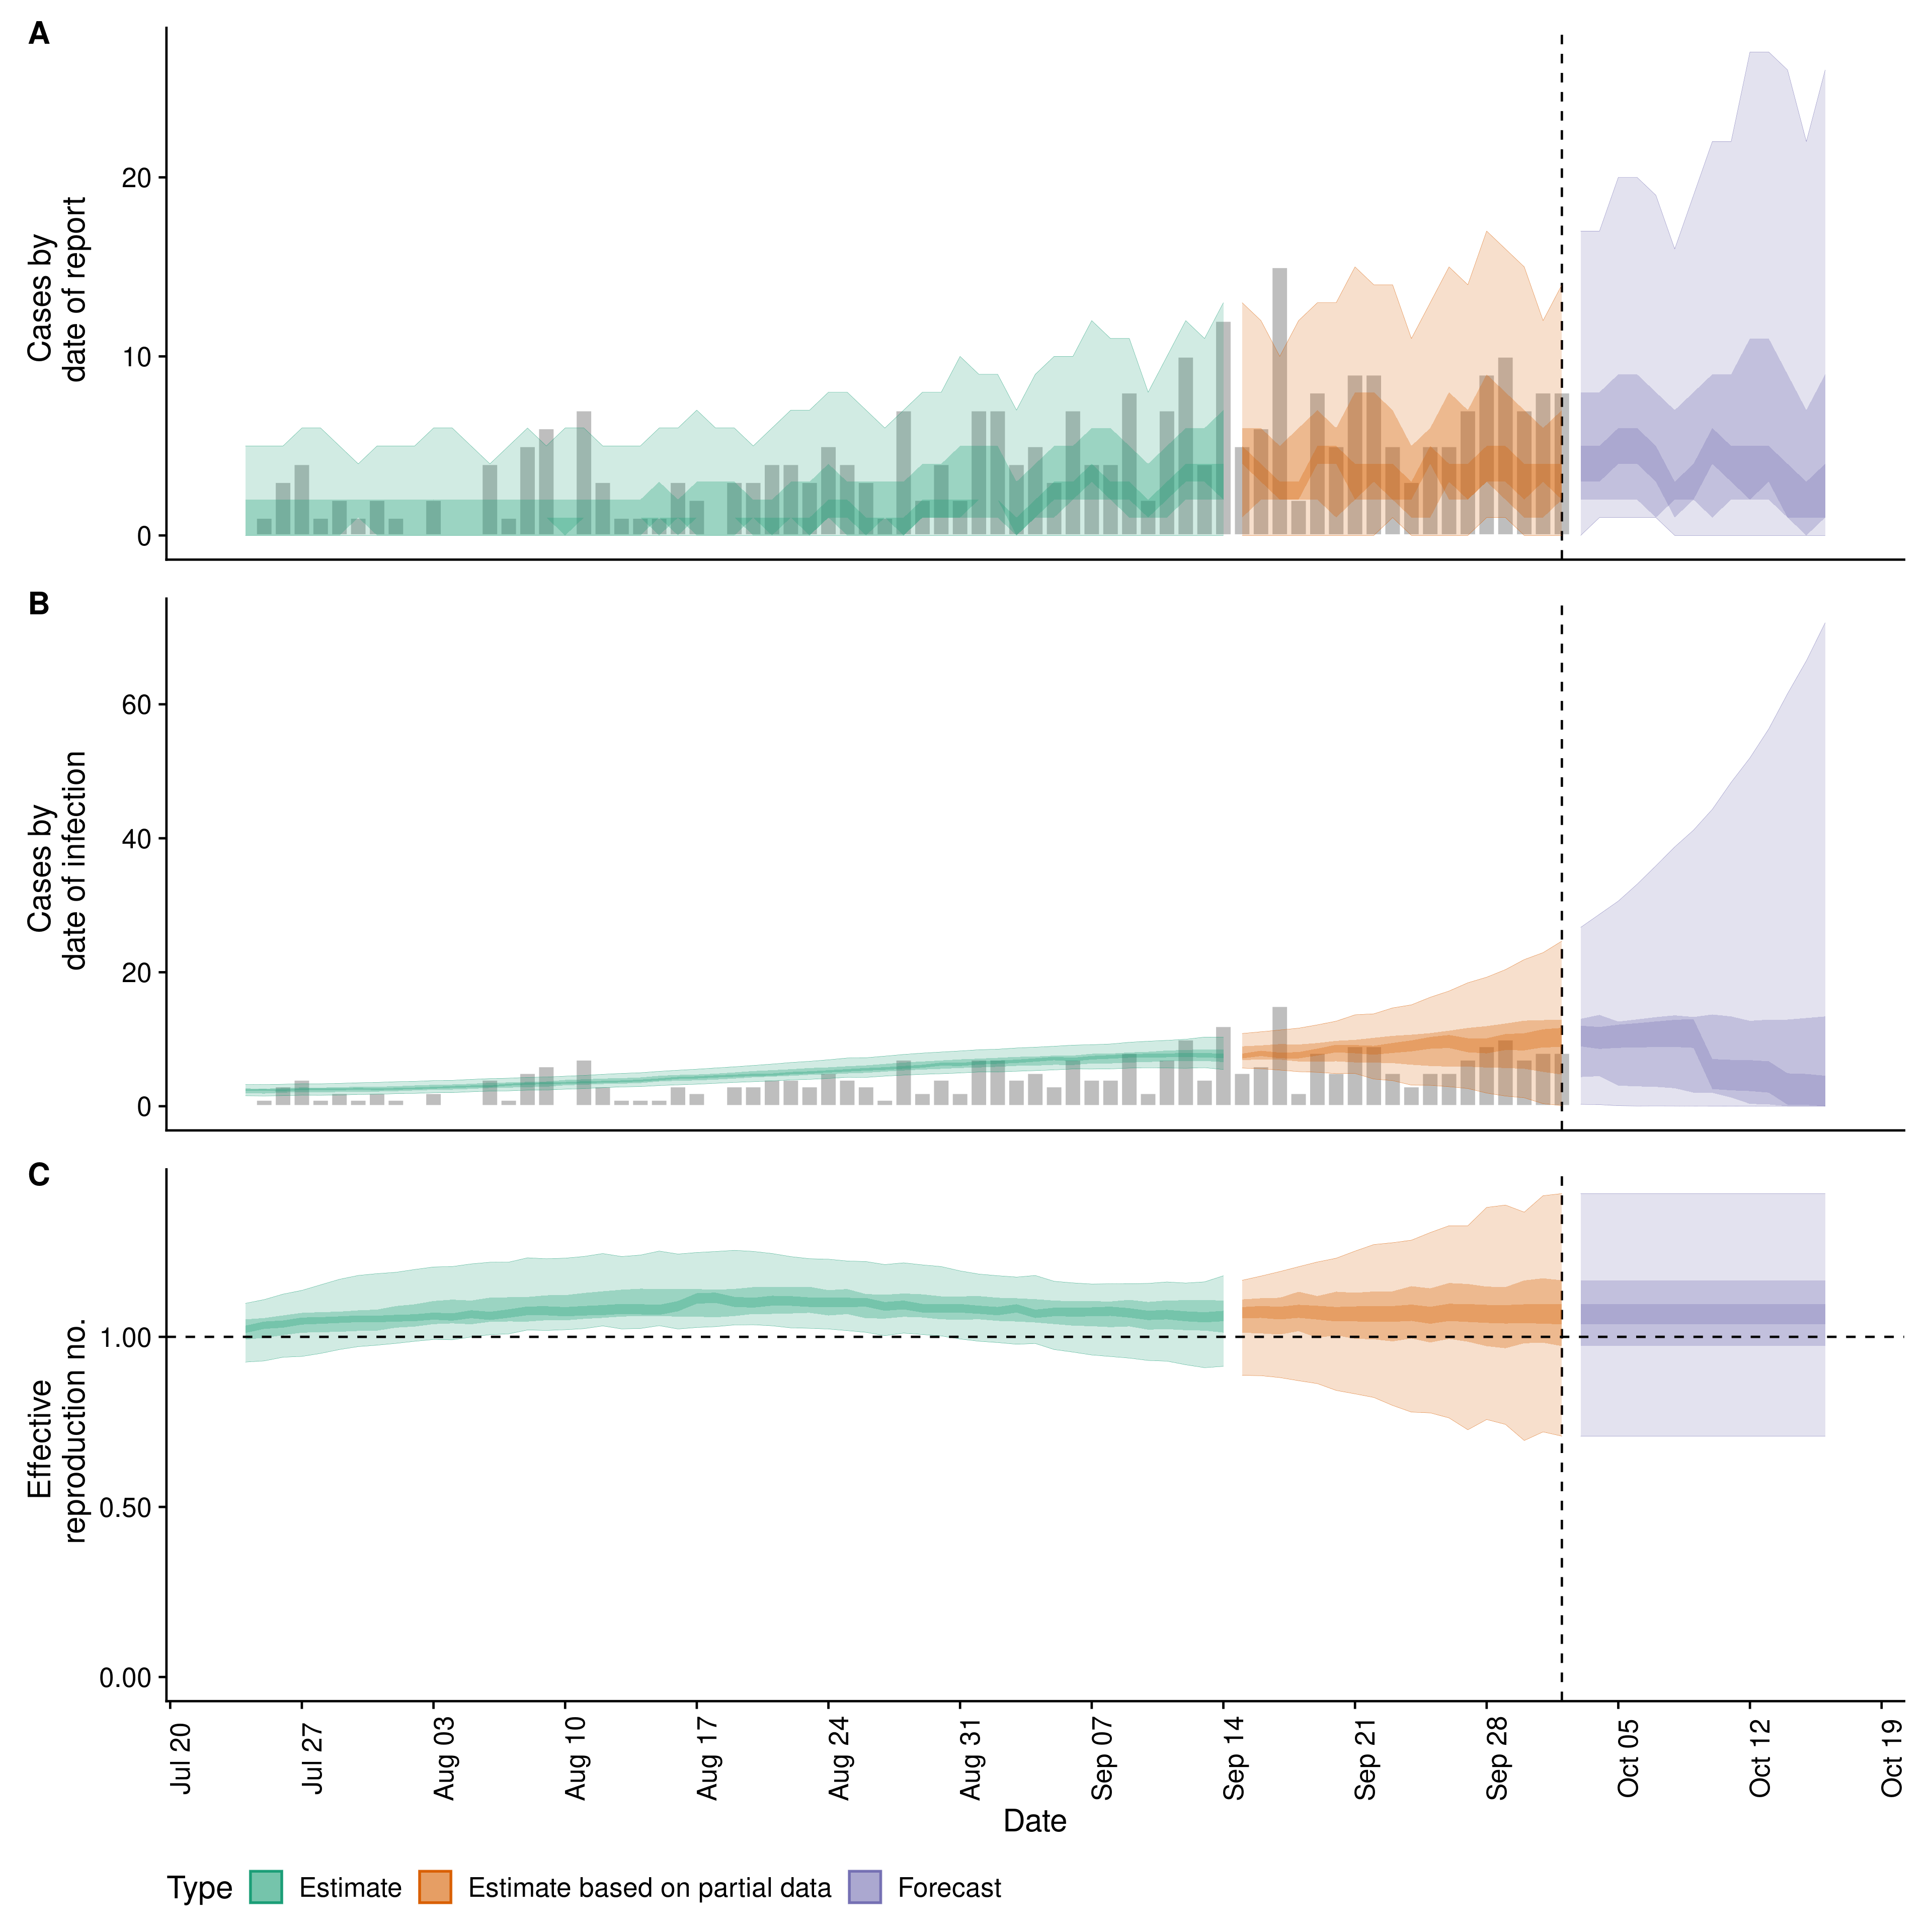 A
Cases by
date of report
20
10
0
B
Cases by
date of infection
60
40
20
0
C
Effective
reproduction no.
1.00
0.50
0.00
Jul 20
Jul 27
Aug 03
Aug 10
Aug 17
Aug 24
Aug 31
Sep 07
Sep 14
Sep 21
Sep 28
Oct 05
Oct 12
Oct 19
Date
Type
Estimate
Estimate based on partial data
Forecast